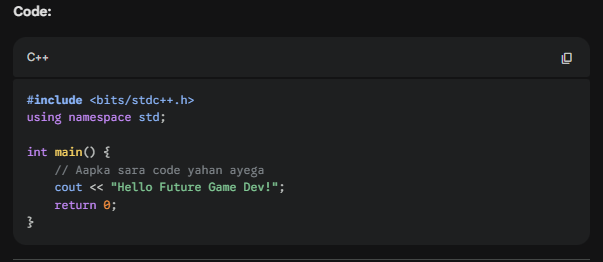 Code:
C++
#include <bits/stdc++.h>
using namespace std;
int main() {
    // Aapka sara code yahan ayega
    cout << "Hello Future Game Dev!";
    return 0;
}